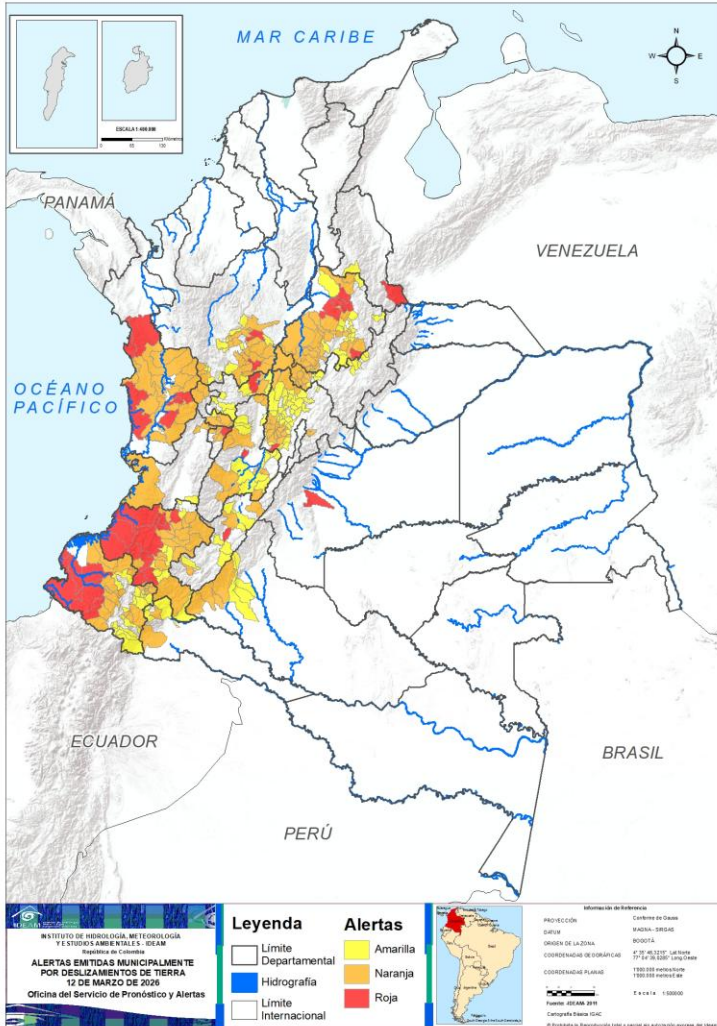 MAR CARIBE
N
W E
S
ESCALA 1:400.000
PANAMÁ
VENEZUELA
OCÉANO
PACÍFICO
ECUADOR
BRASIL
PERÚ
IDEAM
INSTITUTO DE HIDROLOGÍA, METEOROLOGÍA
Y ESTUDIOS AMBIENTALES - IDEAM
República de Colombia
ALERTAS EMITIDAS MUNICIPALMENTE
POR DESLIZAMIENTOS DE TIERRA
12 DE MARZO DE 2026
Oficina del Servicio de Pronóstico y Alertas
Leyenda
Límite
Departamental
Hidrografía
Límite
Internacional
Alertas
Amarilla
Naranja
Roja
Información de Referencia
PROYECCIÓN Conforme de Gauss
DATUM MAGNA - SIRGAS
ORIGEN DE LA ZONA BOGOTÁ
COORDENADAS GEOGRÁFICAS
COORDENADAS PLANAS
Cartografía Básica IGAC